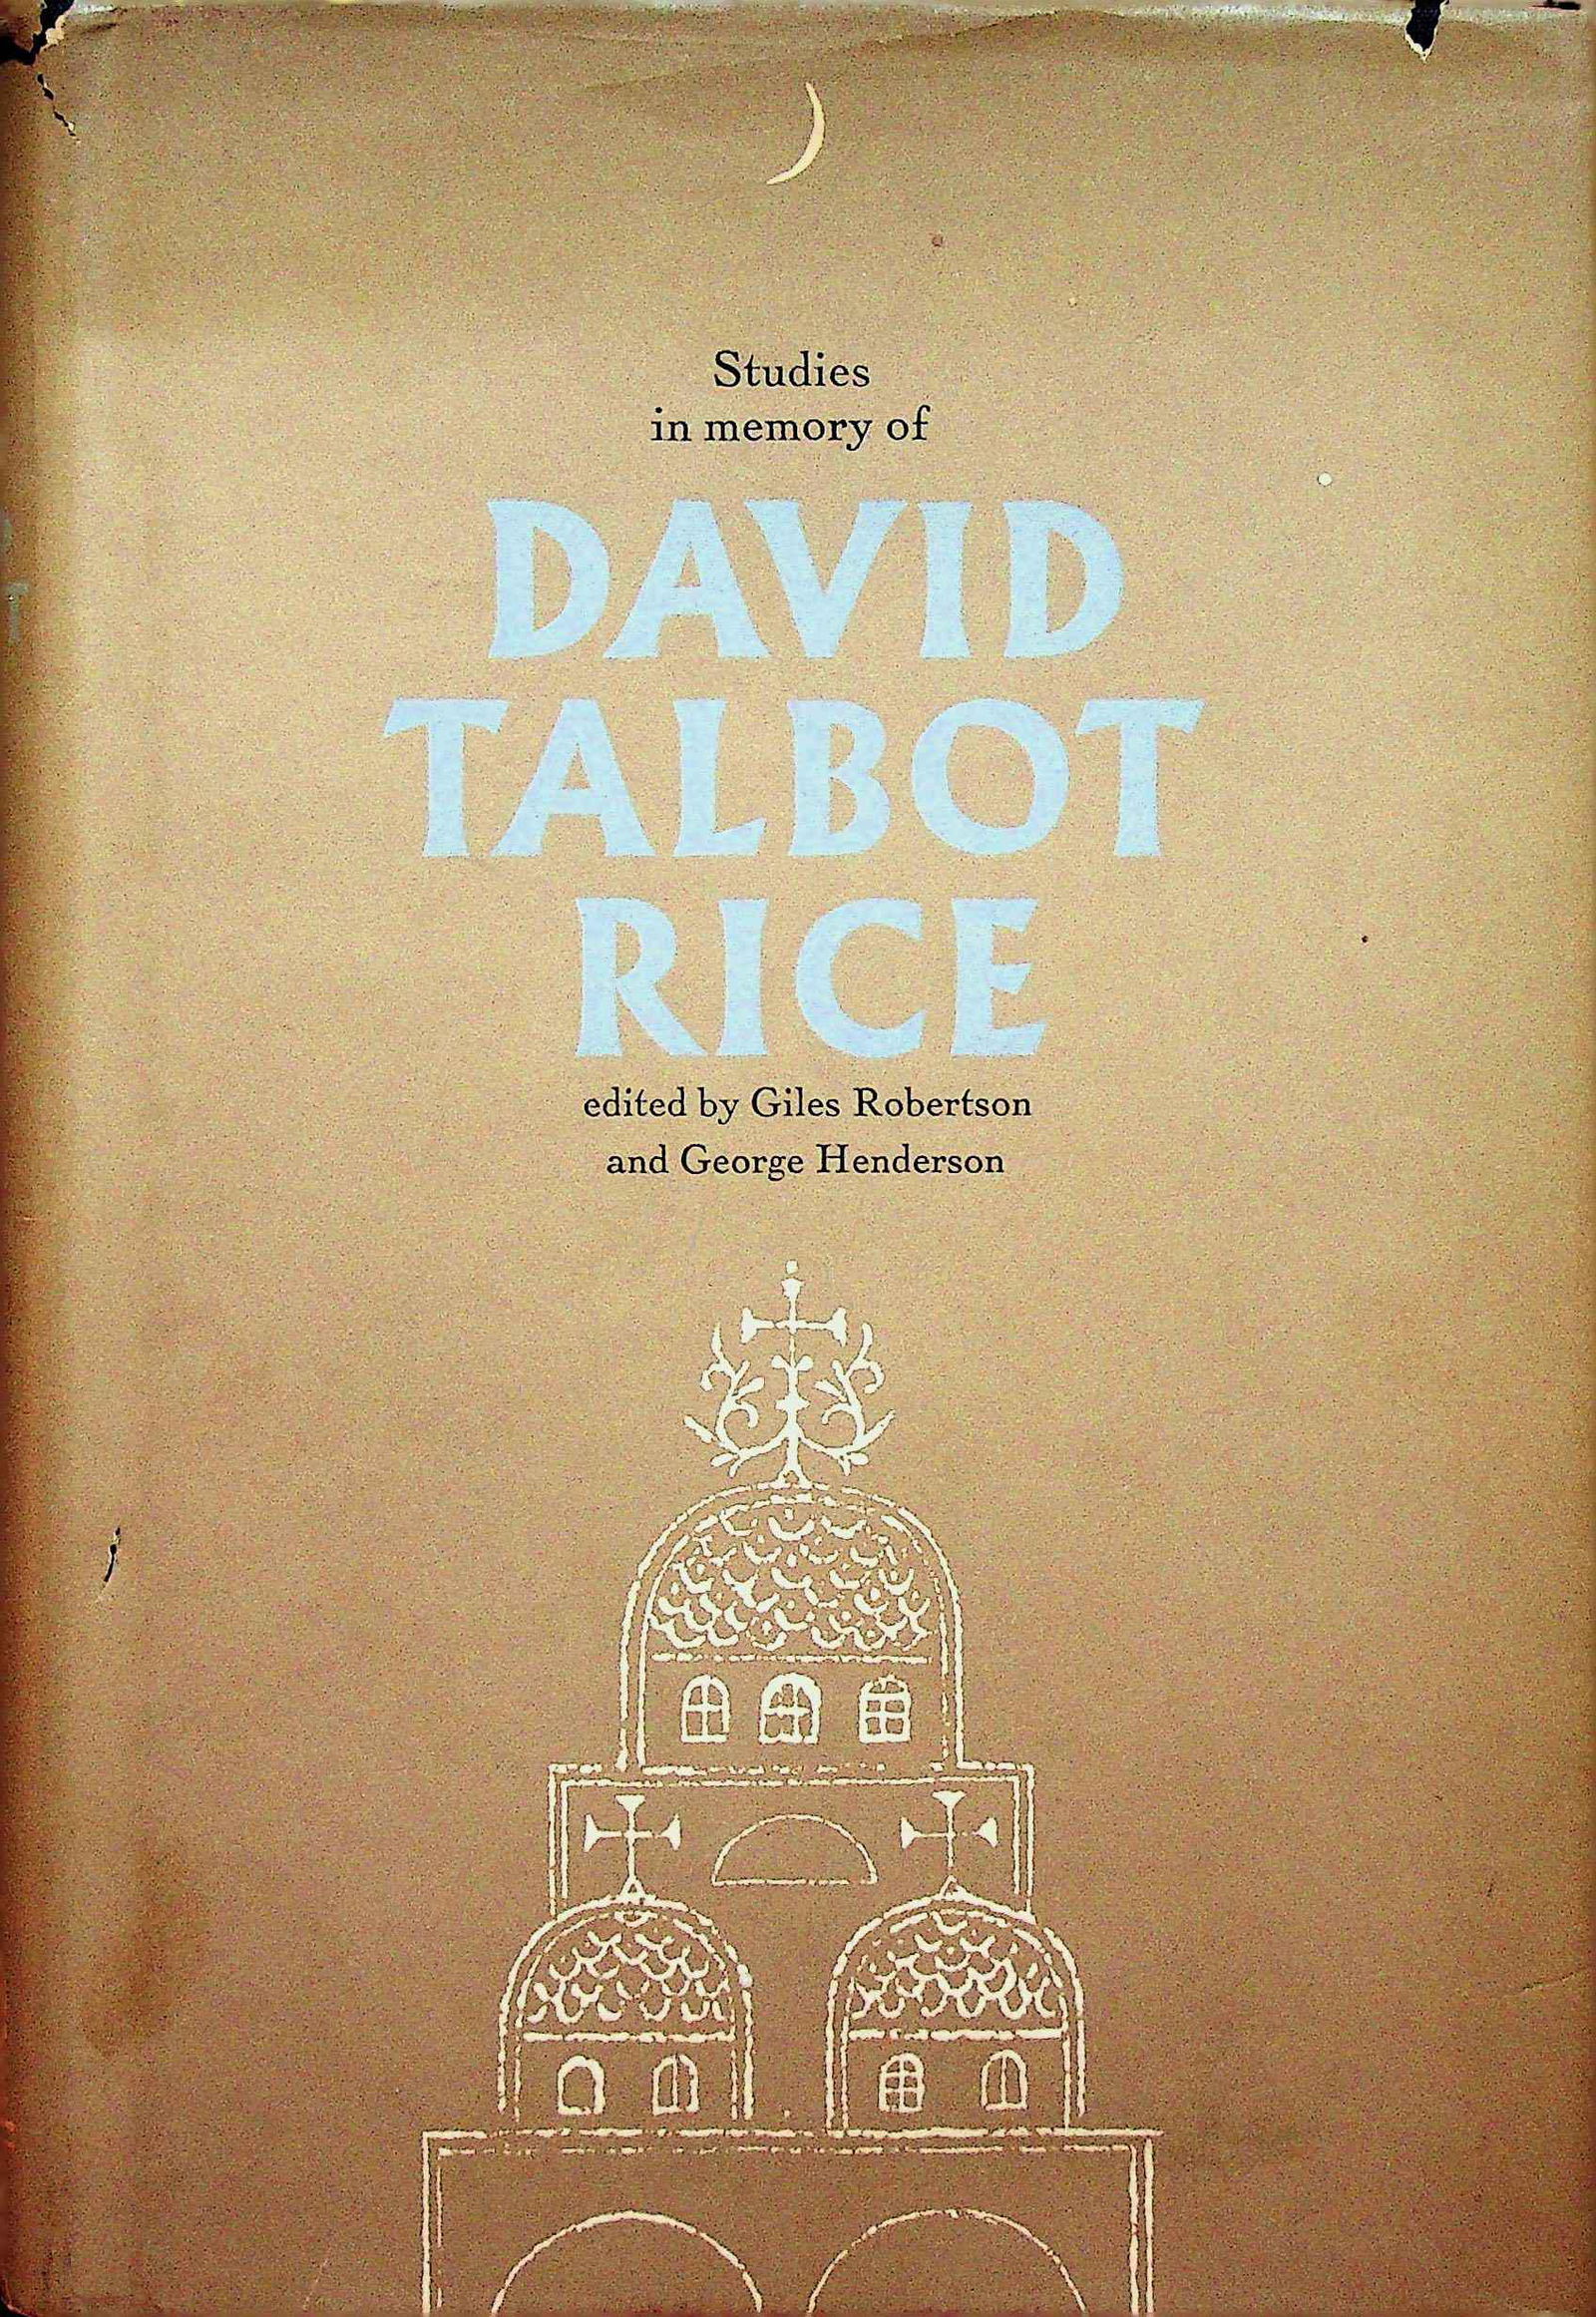 Studies
in memory of
DAVID
TALBOT
RICE
edited by Giles Robertson
and George Henderson